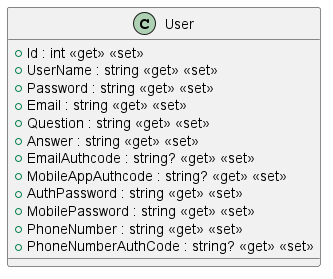 C User
Id : int «get» «set»
UserName : string «get» «set»
Password : string «get» «set»
Email : string «get» «set»
Question : string «get» «set»
Answer : string «get» «set»
EmailAuthcode : string? «get» «set»
MobileAppAuthcode : string? «get» «set»
AuthPassword : string «get» «set»
MobilePassword : string «get» «set»
PhoneNumber : string «get» «set»
PhoneNumberAuthCode : string? «get» «set»